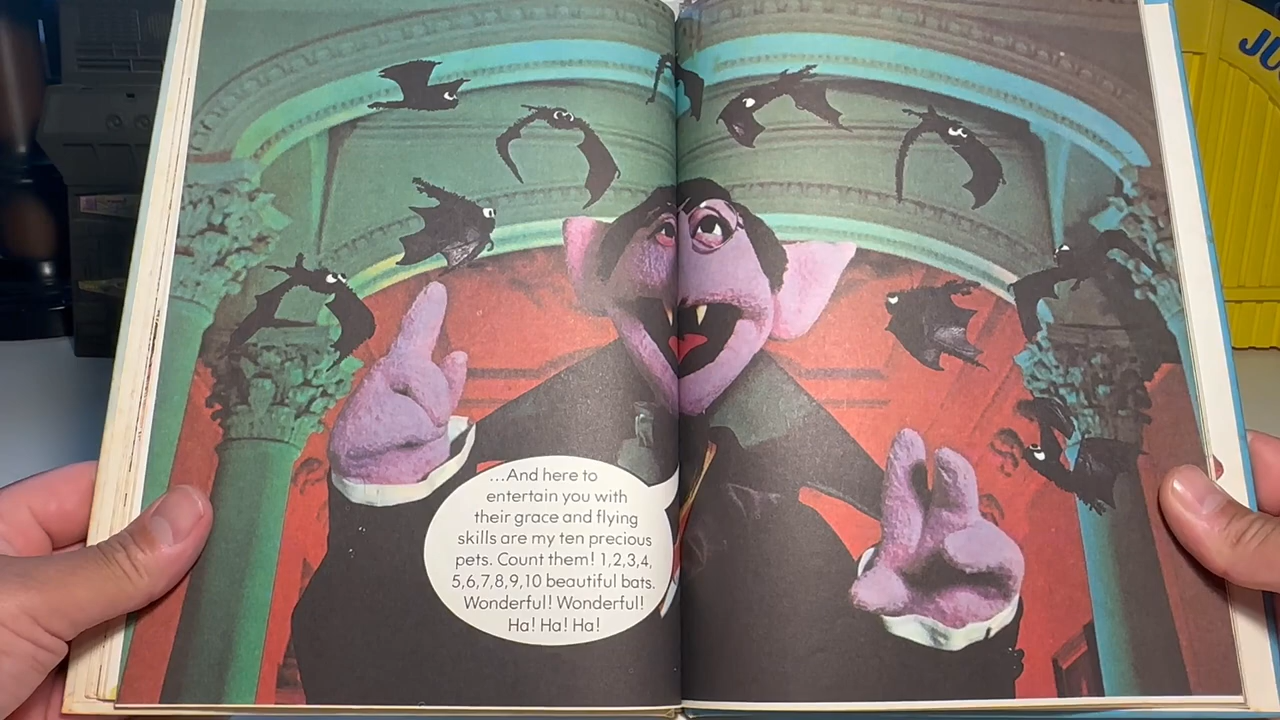 ...And here to
entertain you with
their grace and flying
skills are my ten precious
pets. Count them! 1,2,3,4,
5,6,7,8,9,10 beautiful bats.
Wonderful! Wonderful!
Ha! Ha! Ha!